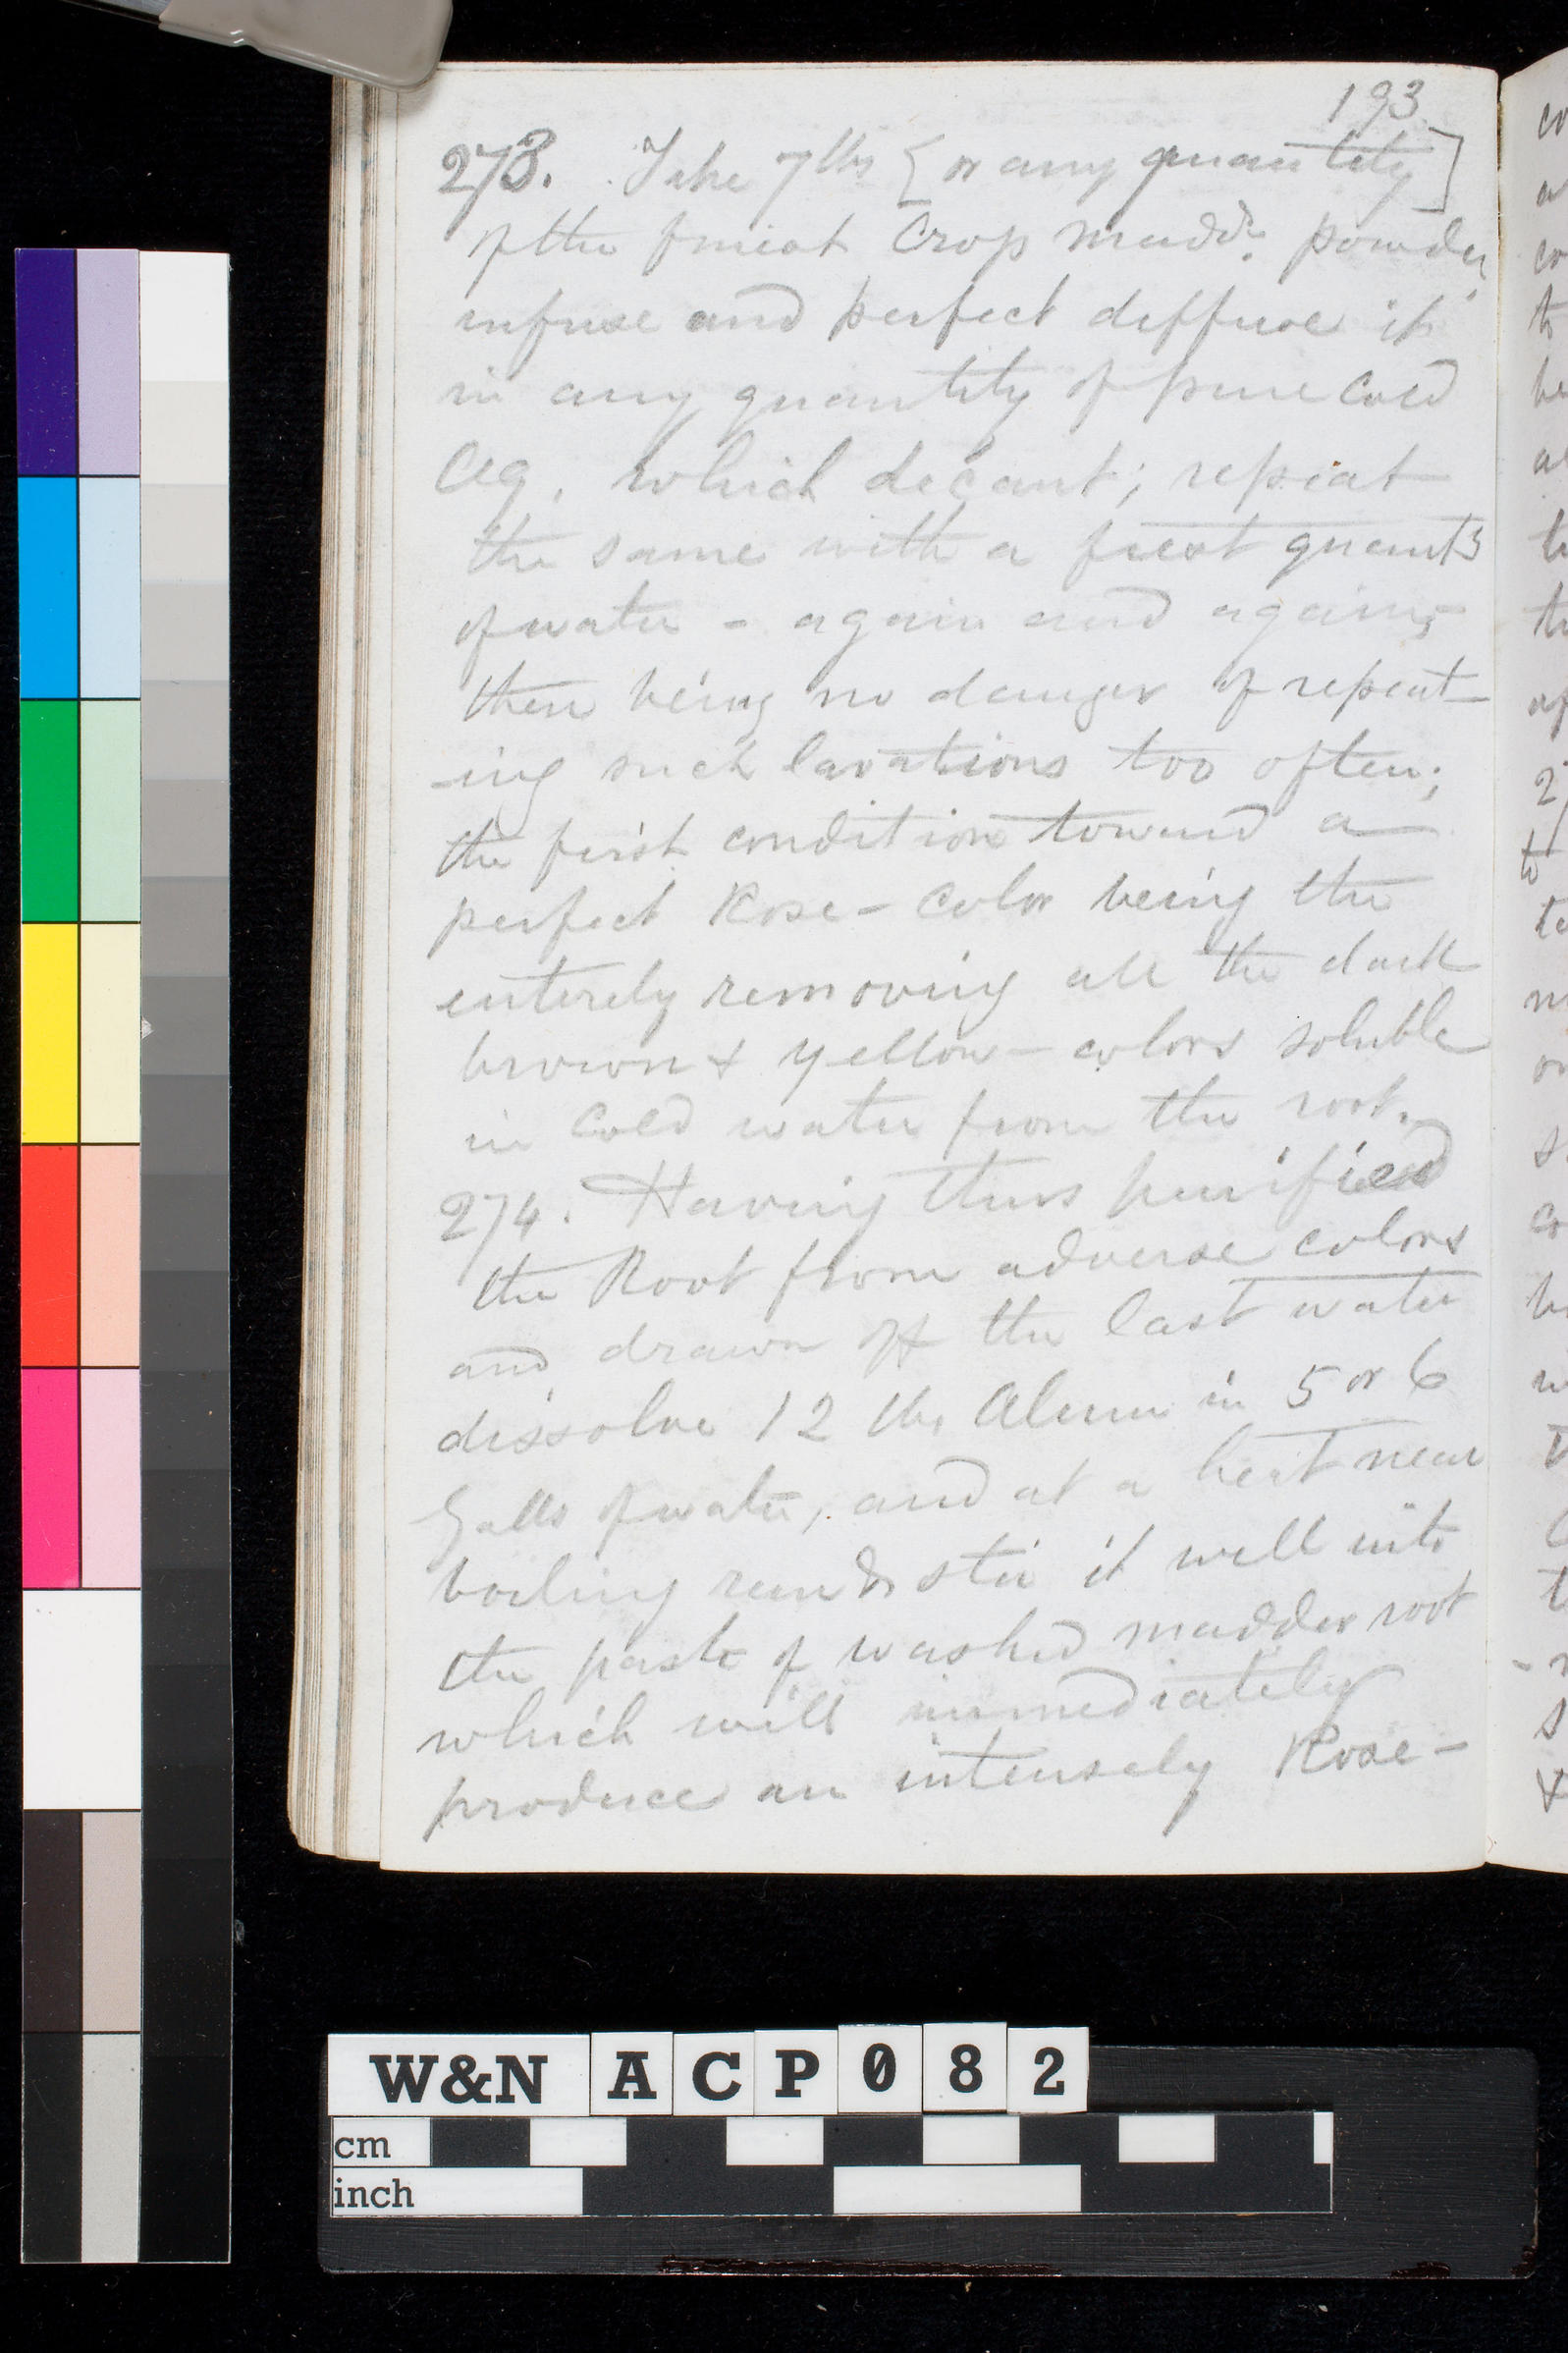 193
273. Take 7 lbs [or any quantity]
of the finest Crop madd.r powder,
infuse and perfect diffuse it
in any quantity of pure cold
Aq. which decant; repeat
the same with a fresh quanty
of water - again and again;
there being no danger of repeat-
-ing such lavations too often;
the first condition toward a
perfect Rose-Color being the
entirely removing all the dark
brown & yellow-colors soluble
in cold water from the root.
274. Having thus purified
the Root from adverse colors
and drawn off the last water
dissolve 12 lbs Alum in 5 or 6
Galls of water, and at a heat near
boiling run & stir it well into
the paste of washed madder root
which will immediately
produce an intensely Rose-
W&N ACP082
cm
inch